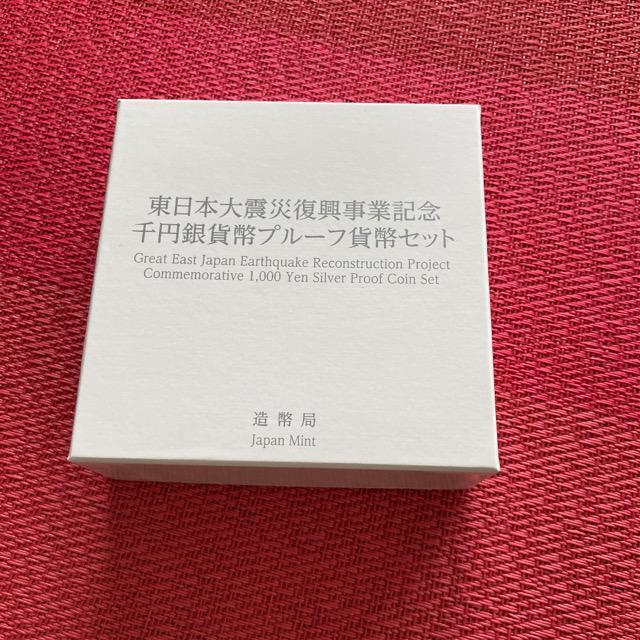 東日本大震災復興事業記念
千円銀貨幣プルーフ貨幣セット
Great East Japan Earthquake Reconstruction Project
Commemorative 1,000 Yen Silver Proof Coin Set
造幣局
Japan Mint